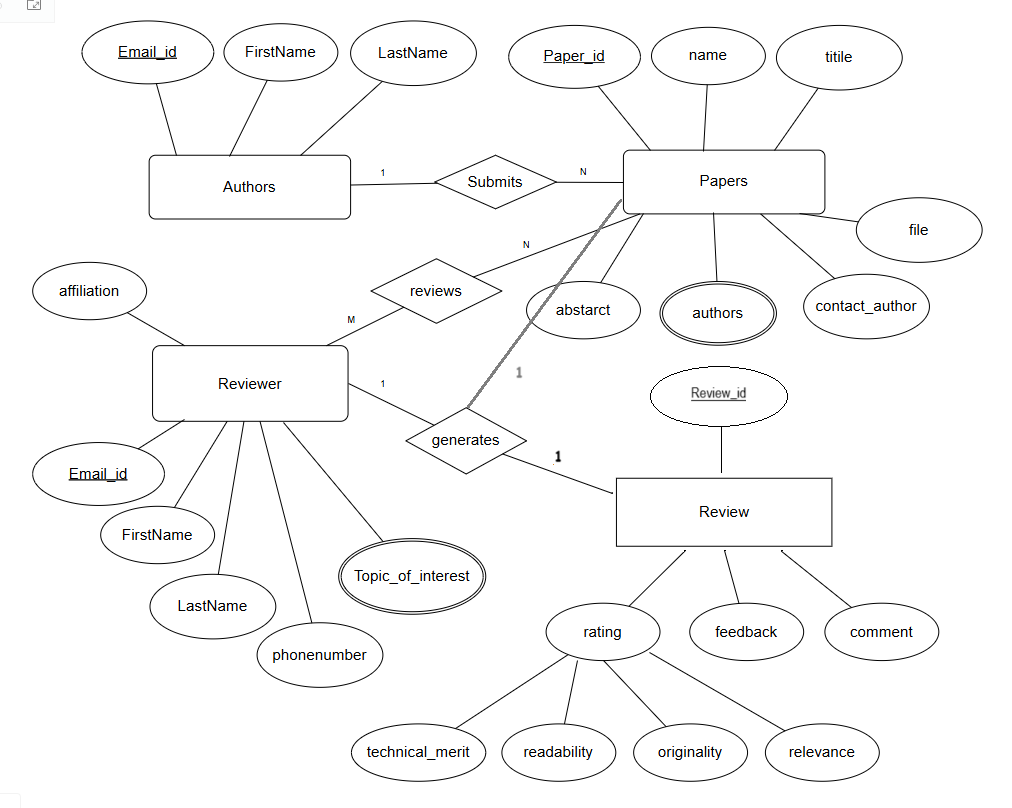 Email_id
FirstName
LastName
Paper_id
name
titile
Authors
1
Submits
N
Papers
file
N
affiliation
reviews
abstarct
authors
contact_author
M
Reviewer
1
1
Review_id
generates
1
Email_id
Review
FirstName
Topic_of_interest
LastName
rating
feedback
comment
phonenumber
technical_merit
readability
originality
relevance